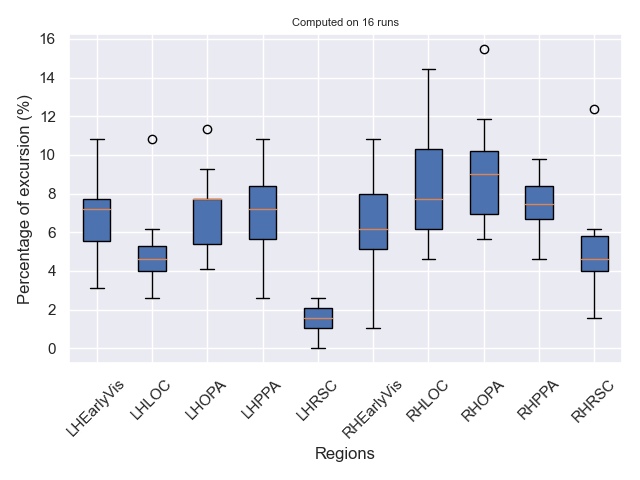 Computed on 16 runs
Percentage of excursion (%)
16
14
12
10
8
6
4
2
0
LHEarlyVis
LHLOC
LHOPA
LHPPA
LHRSC
RHEarlyVis
RHLOC
RHOPA
RHPPA
RHRSC
Regions